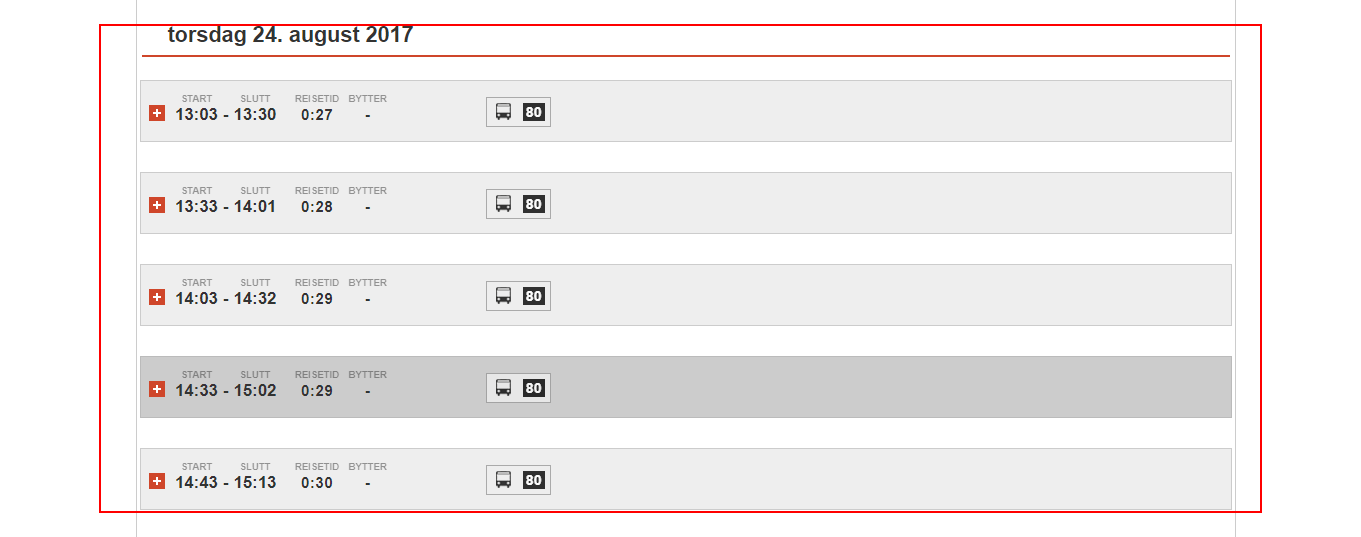 torsdag 24. august 2017
START SLUTT REISETID BYTTER
13:03 - 13:30 0:27 - 80
START SLUTT REISETID BYTTER
13:33 - 14:01 0:28 - 80
START SLUTT REISETID BYTTER
14:03 - 14:32 0:29 - 80
START SLUTT REISETID BYTTER
14:33 - 15:02 0:29 - 80
START SLUTT REISETID BYTTER
14:43 - 15:13 0:30 - 80